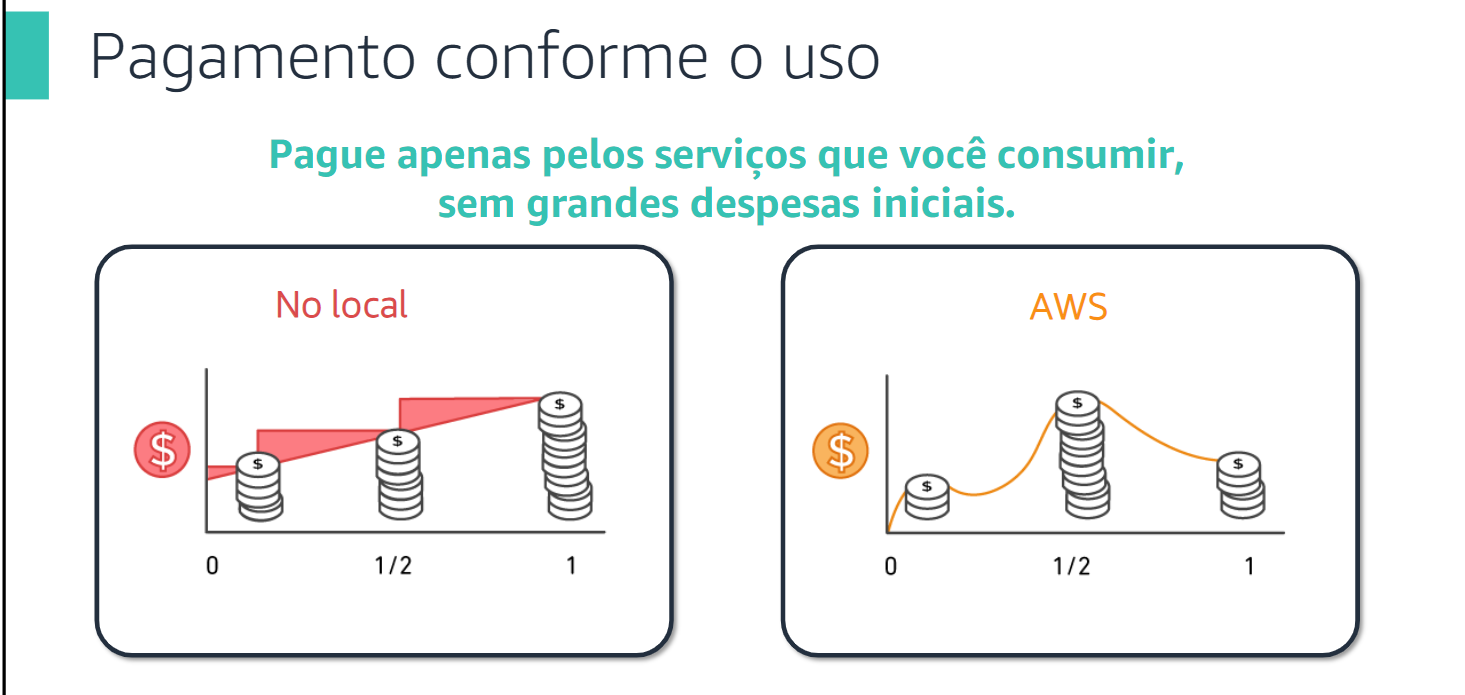 Pagamento conforme o uso
Pague apenas pelos serviços que você consumir,
sem grandes despesas iniciais.
No local
$
$
$
$
0
1/2
1
AWS
$
$
$
$
0
1/2
1